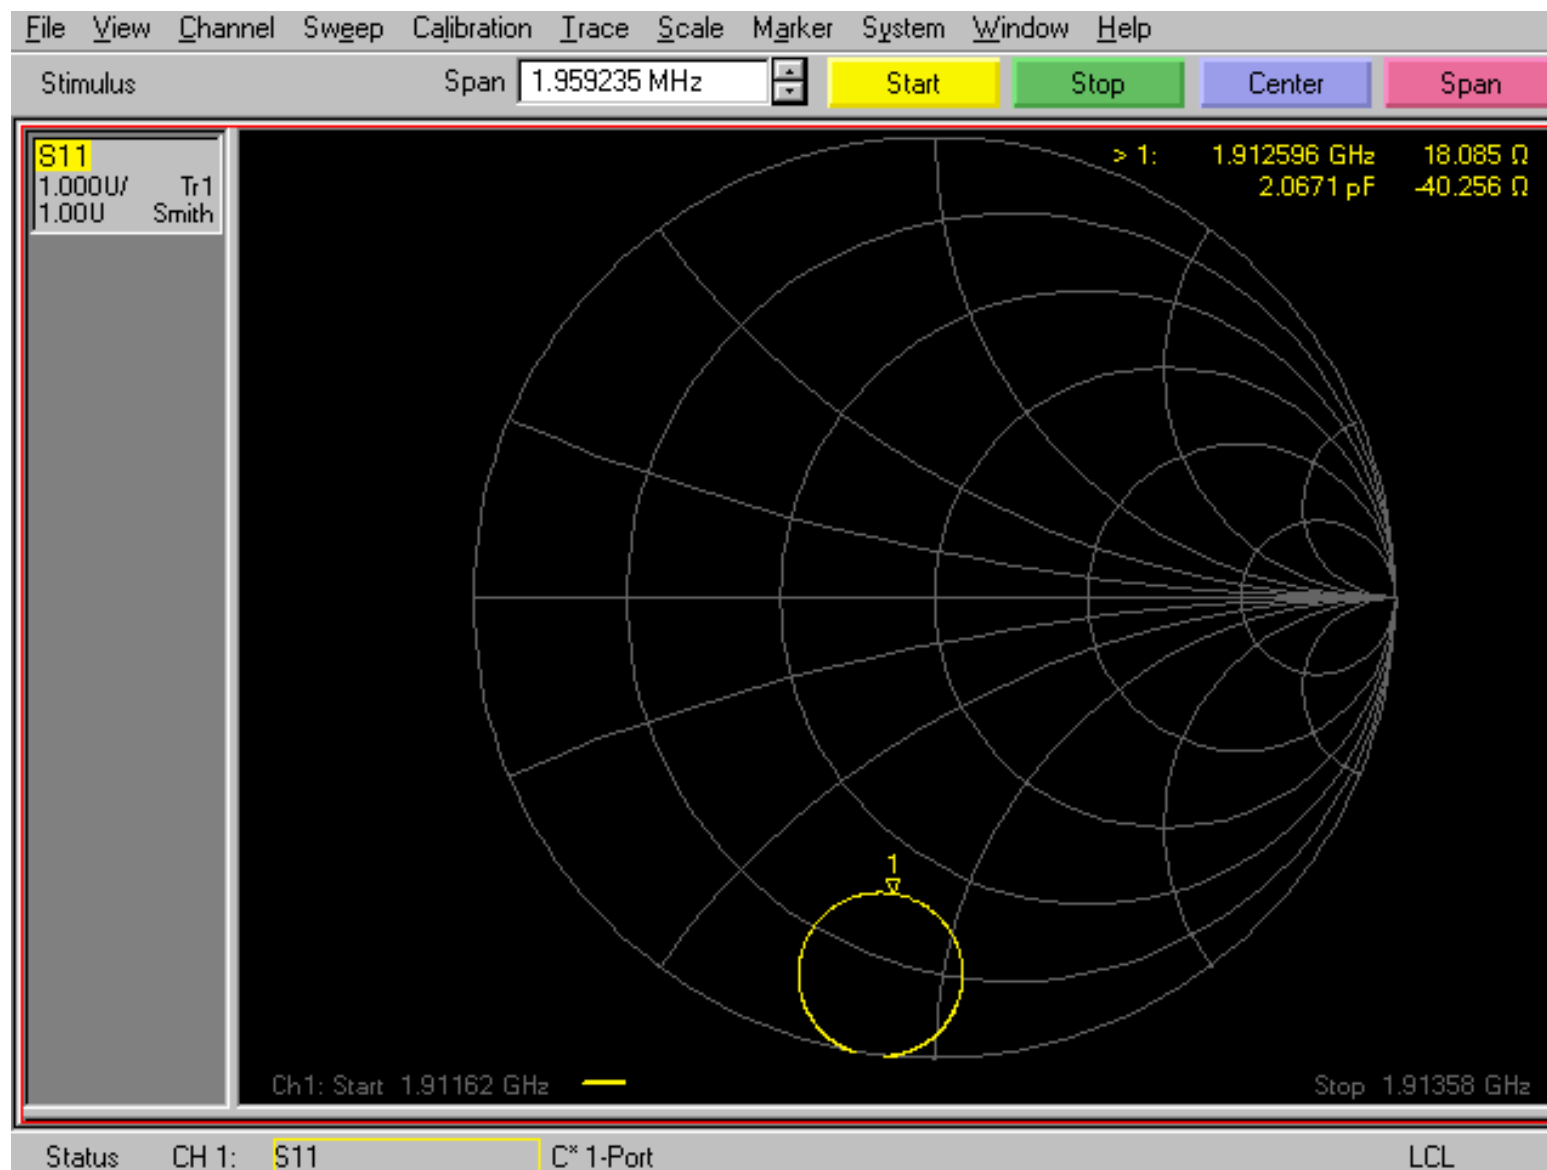 File View Channel Sweep Calibration Trace Scale Marker System Window Help
Stimulus Span 1.959235 MHz Start Stop Center Span
S11
1.000U/ Tr1
1.00U Smith
> 1: 1.912596 GHz 18.085 Ω
2.0671 pF -40.256 Ω
1
Ch1: Start 1.91162 GHz Stop 1.91358 GHz
Status CH 1: S11 C* 1-Port LCL